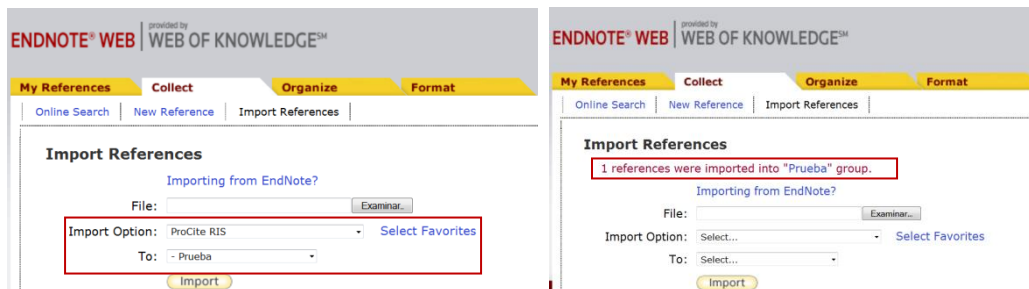 provided by
ENDNOTE® WEB | WEB OF KNOWLEDGE℠
My References Collect Organize Format
Online Search | New Reference | Import References |
Import References
Importing from EndNote?
File: Examinar..
Import Option: ProCite RIS Select Favorites
To: - Prueba
Import
provided by
ENDNOTE® WEB | WEB OF KNOWLEDGE℠
My References Collect Organize Format
Online Search | New Reference | Import References |
Import References
1 references were imported into "Prueba" group.
Importing from EndNote?
File: Examinar...
Import Option: Select... Select Favorites
To: Select...
Import